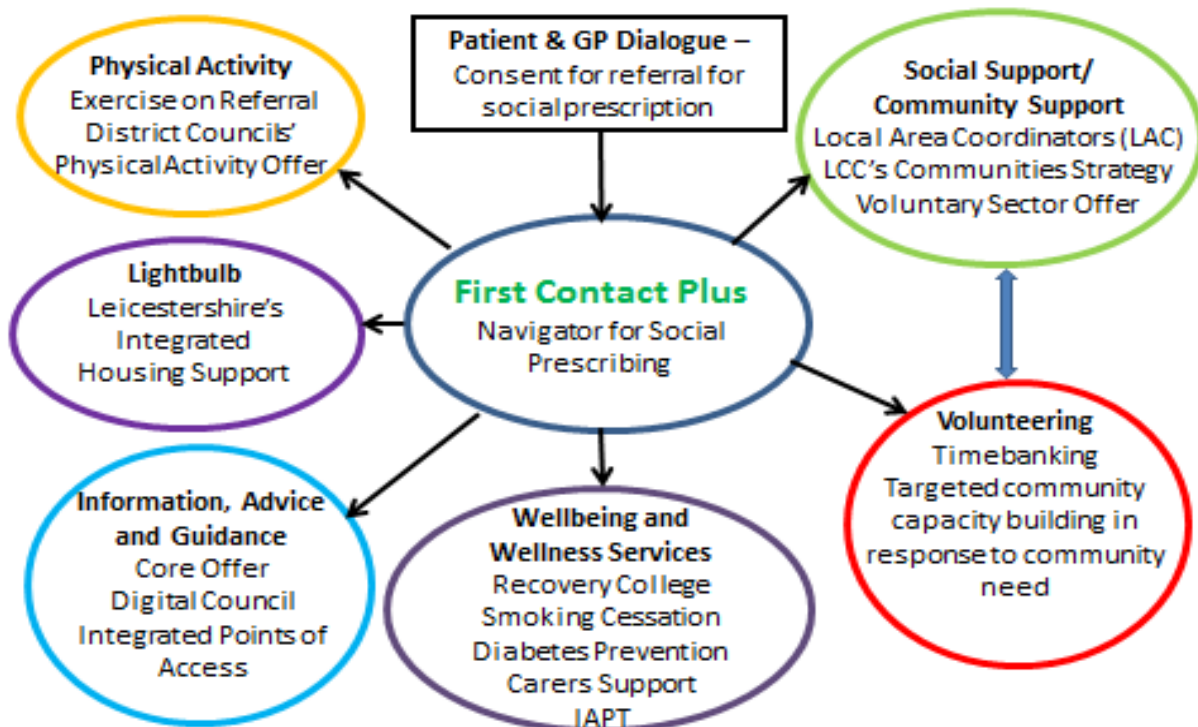 Patient & GP Dialogue –
Consent for referral for
social prescription
Physical Activity
Exercise on Referral
District Councils'
Physical Activity Offer
Social Support/
Community Support
Local Area Coordinators (LAC)
LCC's Communities Strategy
Voluntary Sector Offer
First Contact Plus
Navigator for Social
Prescribing
Lightbulb
Leicestershire's
Integrated
Housing Support
Volunteering
Timebanking
Targeted community
capacity building in
response to community
need
Information, Advice
and Guidance
Core Offer
Digital Council
Integrated Points of
Access
Wellbeing and
Wellness Services
Recovery College
Smoking Cessation
Diabetes Prevention
Carers Support
IAPT